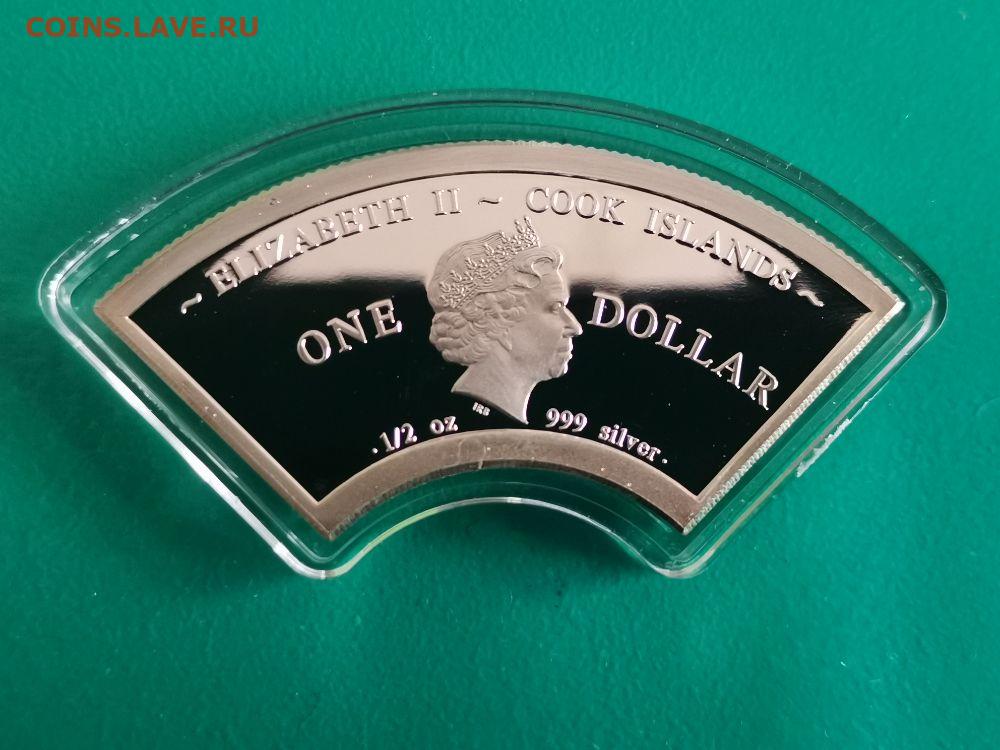 COINS.LAVE.RU
~ ELIZABETH II ~ COOK ISLANDS ~
ONE DOLLAR
IRB
.1/2 oz 999 silver.